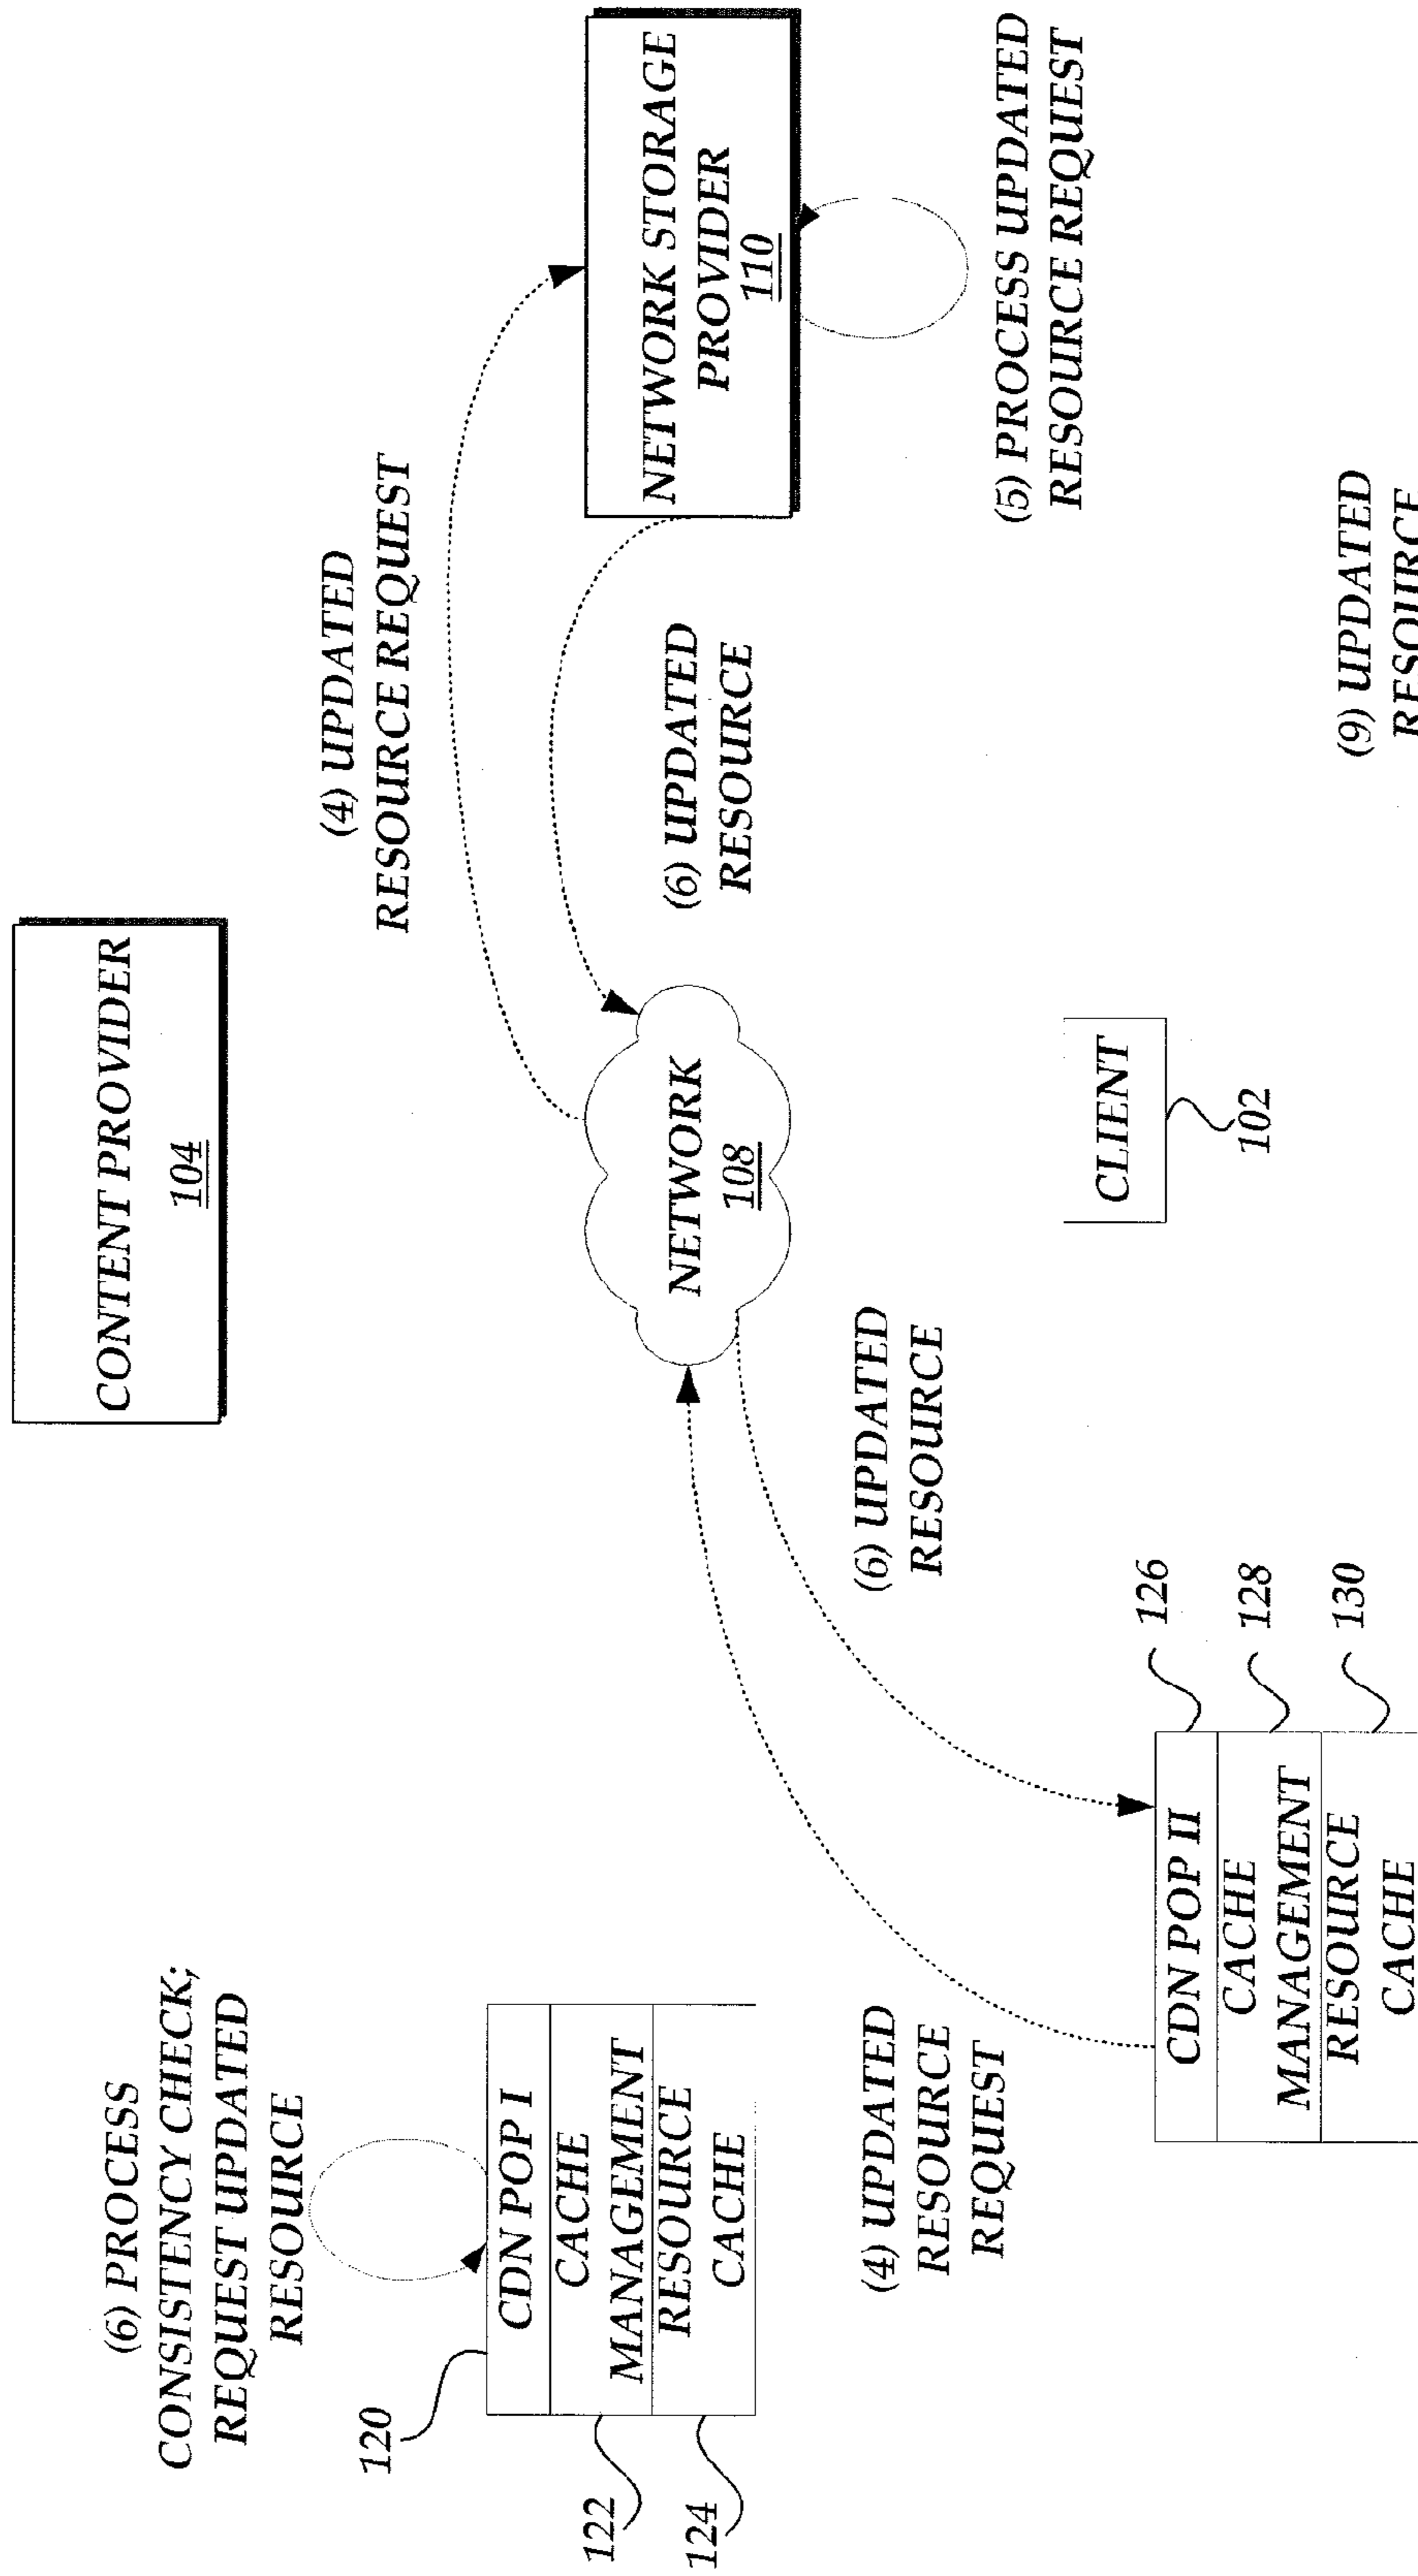 CONTENT PROVIDER
104
(4) UPDATED
RESOURCE REQUEST
NETWORK STORAGE
PROVIDER
110
(6) PROCESS
CONSISTENCY CHECK;
REQUEST UPDATED
RESOURCE
120
CDN POP I
CACHE
MANAGEMENT
RESOURCE
CACHE
122
124
NETWORK
108
(6) UPDATED
RESOURCE
(5) PROCESS UPDATED
RESOURCE REQUEST
(4) UPDATED
RESOURCE
REQUEST
(6) UPDATED
RESOURCE
CLIENT
102
CDN POP II
CACHE
MANAGEMENT
RESOURCE
CACHE
126
128
130
(9) UPDATED
RESOURCE